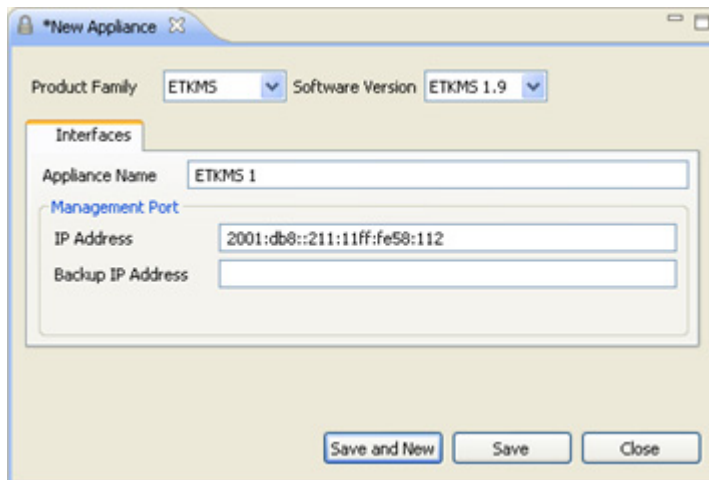 *New Appliance
Product Family ETKMS Software Version ETKMS 1.9
Interfaces
Appliance Name ETKMS 1
Management Port
IP Address 2001:db8::211:11ff:fe58:112
Backup IP Address
Save and New Save Close